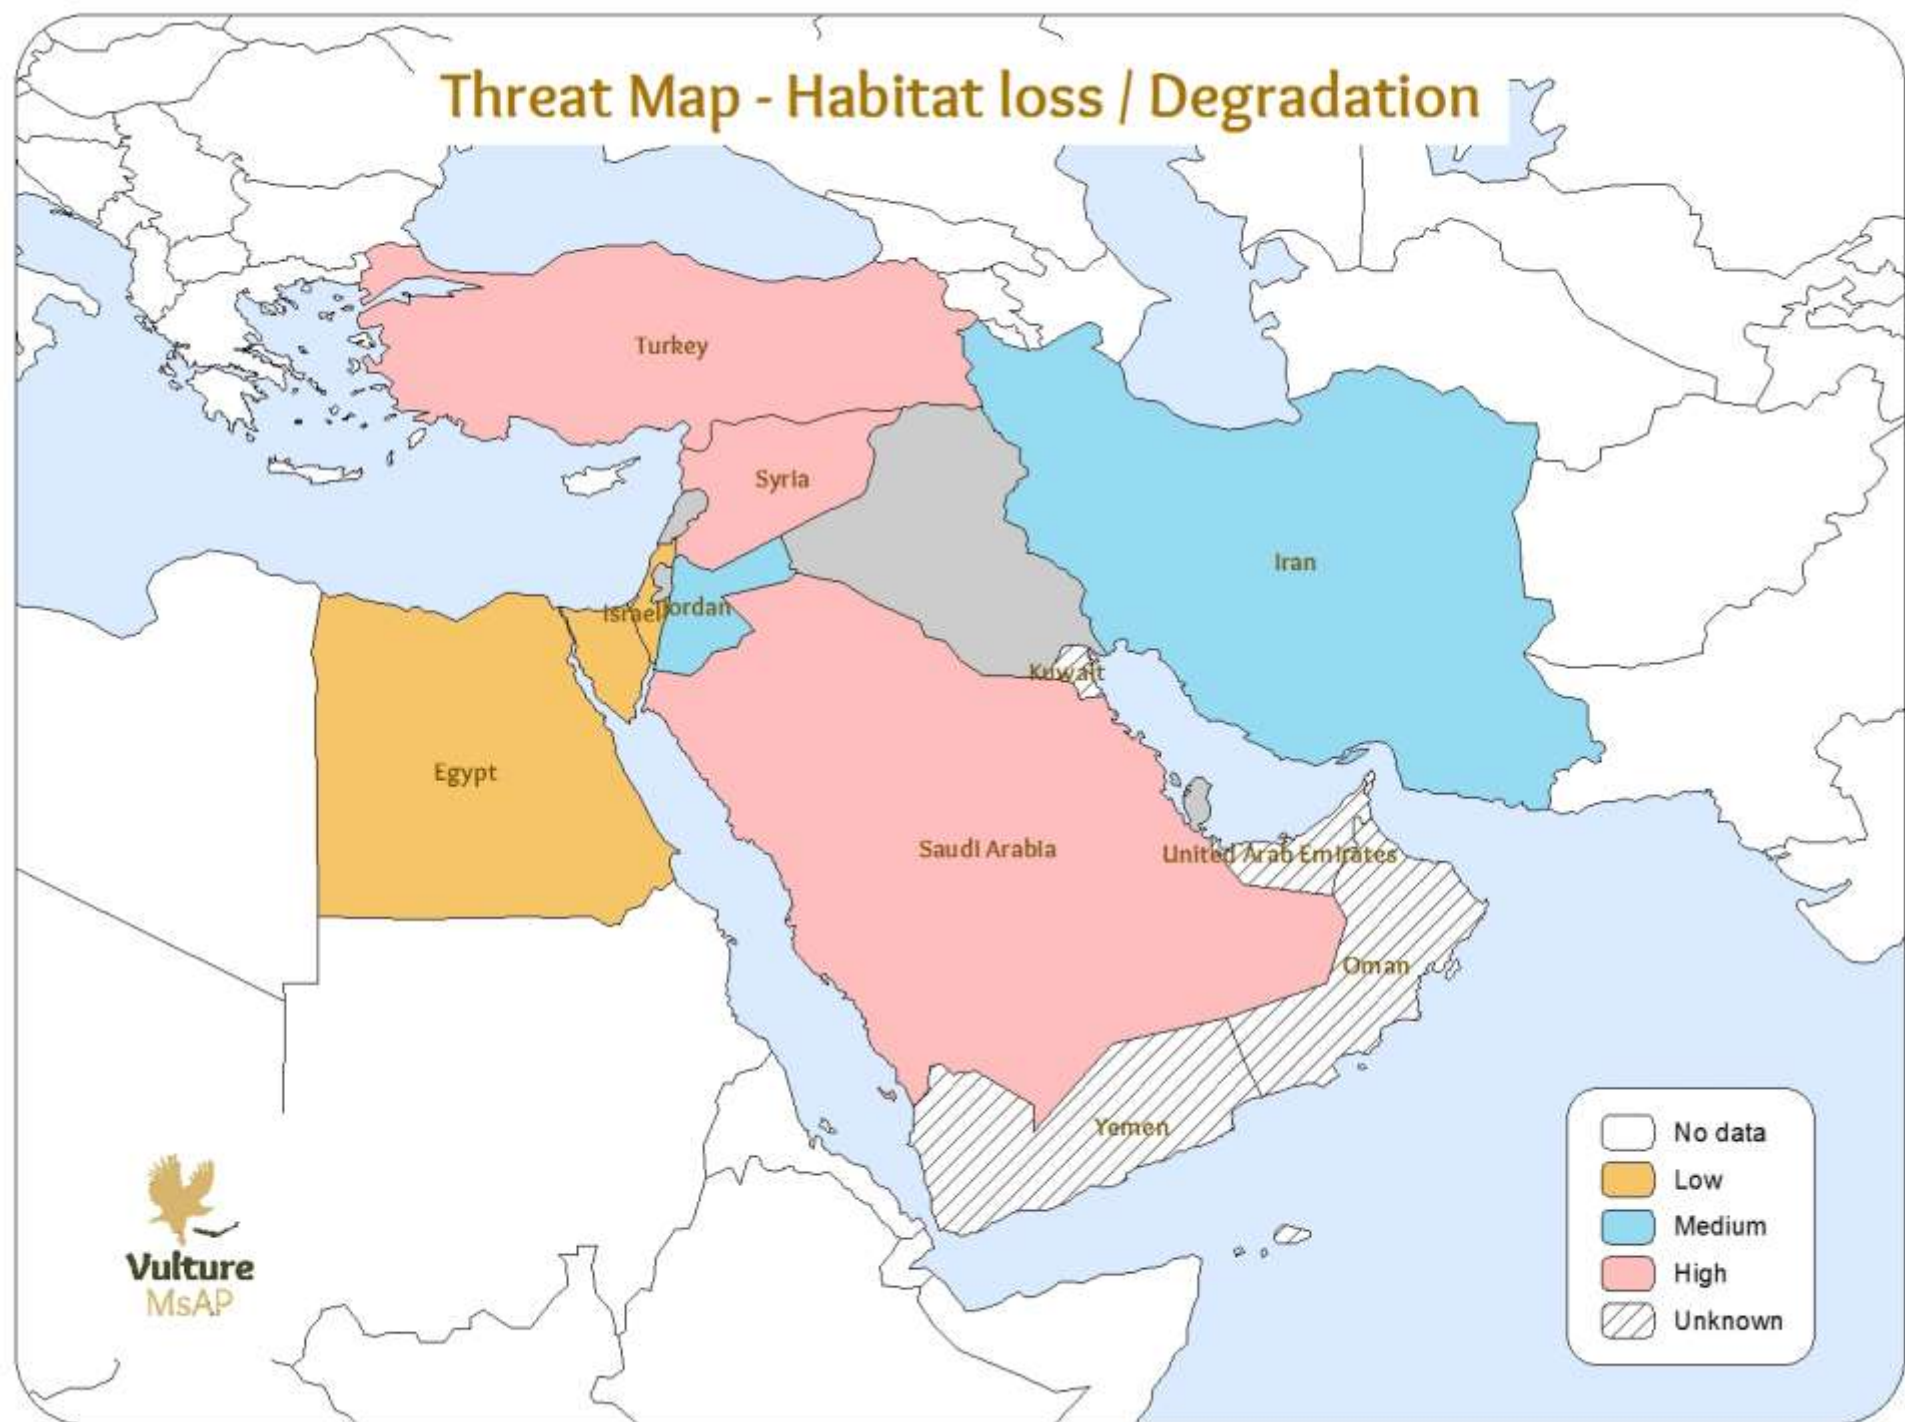 Threat Map - Habitat loss / Degradation
Turkey
Syria
Iran
Israel
Jordan
Kuwait
Egypt
Saudi Arabia
United Arab Emirates
Oman
Yemen
No data
Low
Medium
High
Unknown
Vulture
MsAP